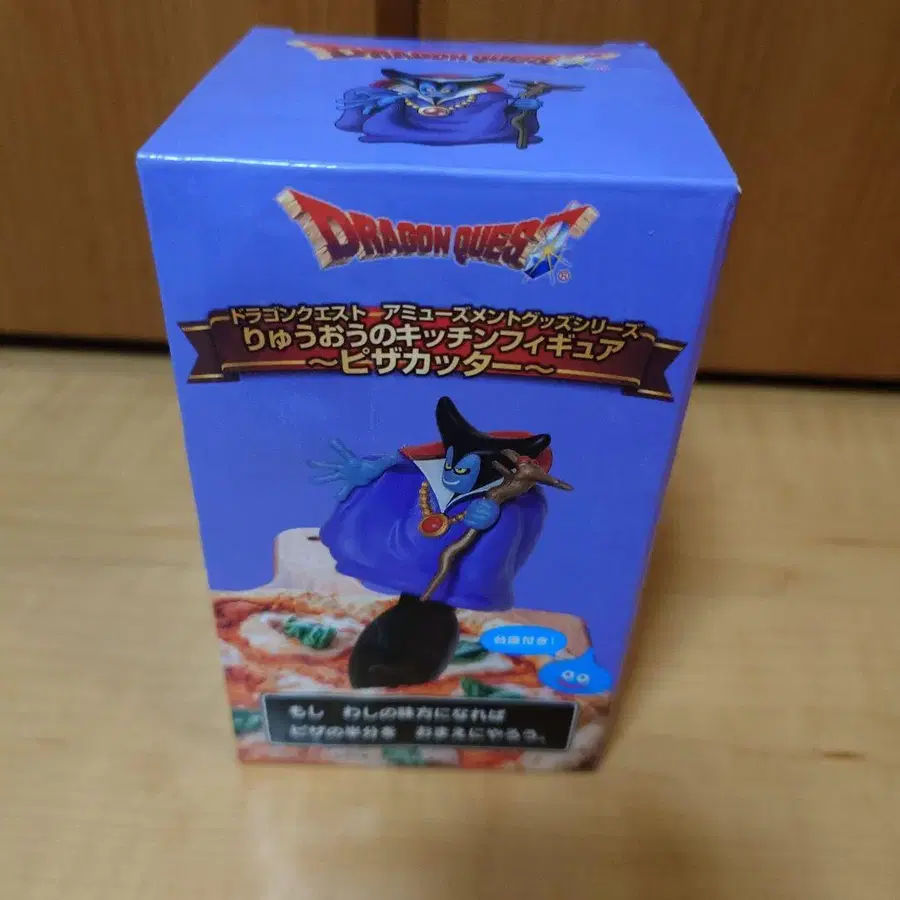 DRAGON QUEST
DRAGON QUEST
®
ドラゴンクエスト アミューズメントグッズシリーズ
りゅうおうのキッチンフィギュア
～ピザカッター～
台座付き!
もし わしの味方になれば
ピザの半分を おまえにやろう。